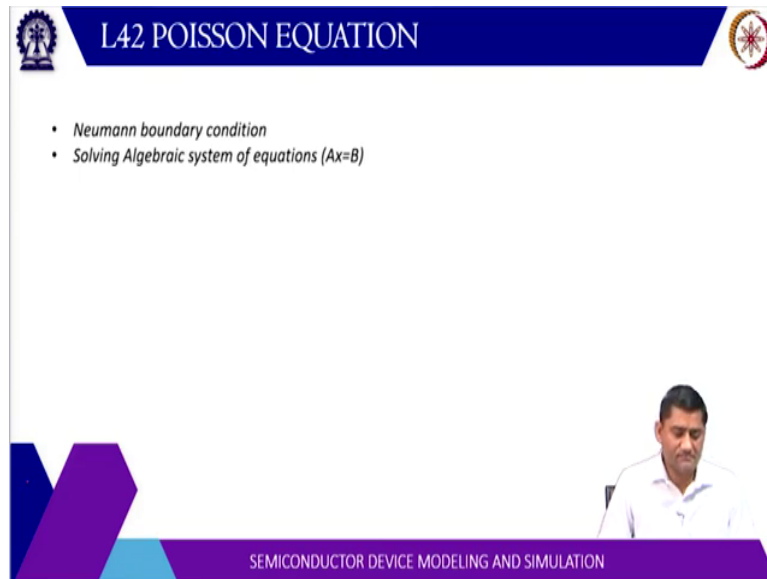 L42 POISSON EQUATION
• Neumann boundary condition
• Solving Algebraic system of equations (Ax=B)
SEMICONDUCTOR DEVICE MODELING AND SIMULATION